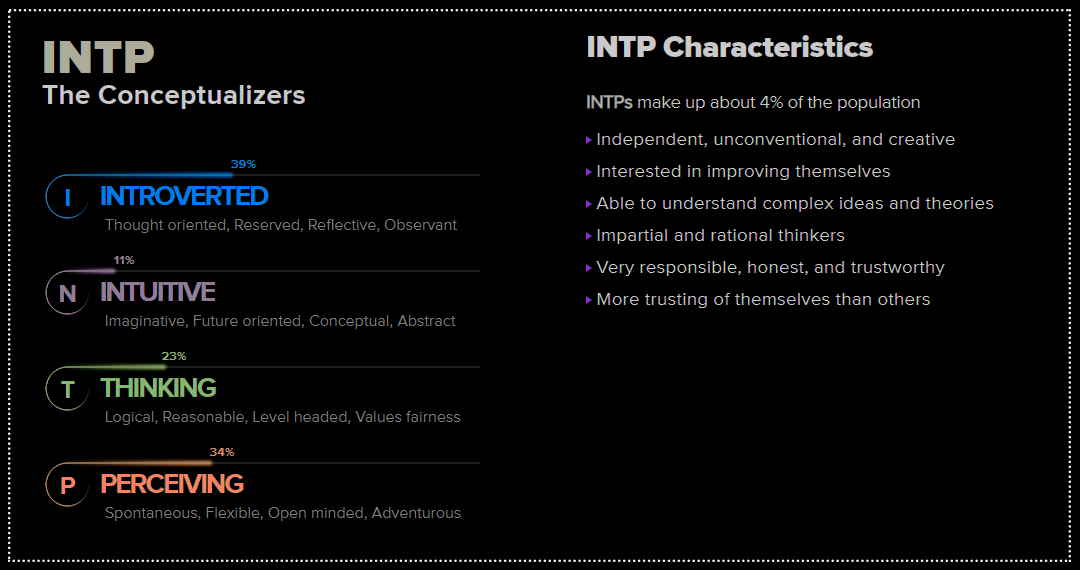 INTP
The Conceptualizers
39%
I
INTROVERTED
Thought oriented, Reserved, Reflective, Observant
11%
N
INTUITIVE
Imaginative, Future oriented, Conceptual, Abstract
23%
T
THINKING
Logical, Reasonable, Level headed, Values fairness
34%
P
PERCEIVING
Spontaneous, Flexible, Open minded, Adventurous
INTP Characteristics
INTPs make up about 4% of the population
Independent, unconventional, and creative
Interested in improving themselves
Able to understand complex ideas and theories
Impartial and rational thinkers
Very responsible, honest, and trustworthy
More trusting of themselves than others